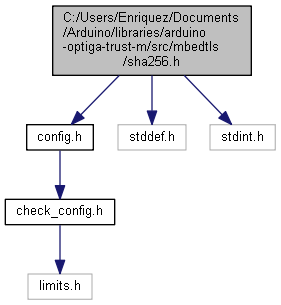 C:/Users/Enriquez/Documents
/Arduino/libraries/arduino
-optiga-trust-m/src/mbedtls
/sha256.h
config.h
stddef.h
stdint.h
check_config.h
limits.h